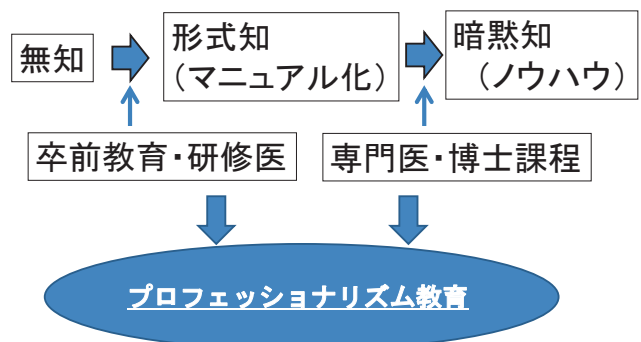 無知
形式知
（マニュアル化）
暗黙知
（ノウハウ）
卒前教育・研修医
専門医・博士課程
プロフェッショナリズム教育